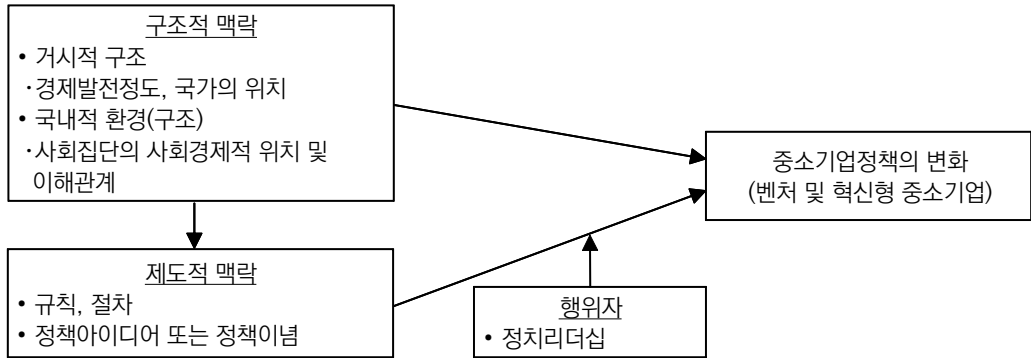 구조적 맥락
• 거시적 구조
·경제발전정도, 국가의 위치
• 국내적 환경(구조)
·사회집단의 사회경제적 위치 및
이해관계
중소기업정책의 변화
(벤처 및 혁신형 중소기업)
제도적 맥락
• 규칙, 절차
• 정책아이디어 또는 정책이념
행위자
• 정치리더십